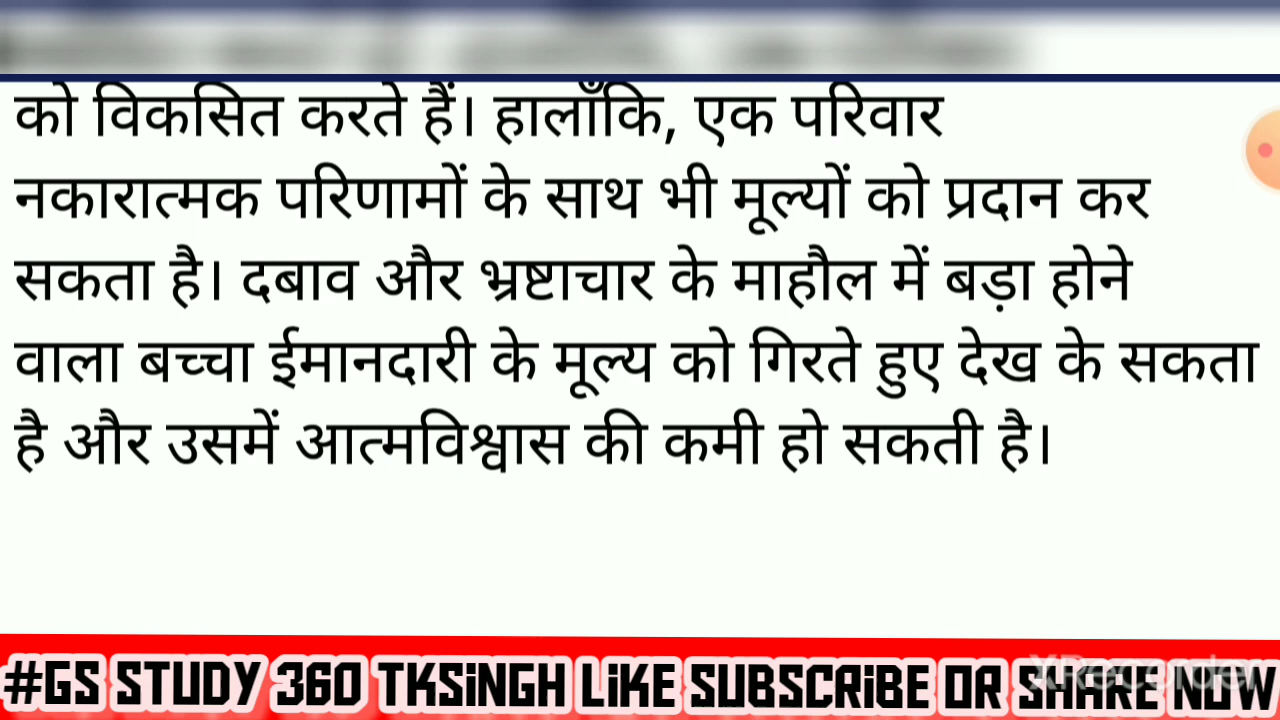 को विकसित करते हैं। हालाँकि, एक परिवार
नकारात्मक परिणामों के साथ भी मूल्यों को प्रदान कर
सकता है। दबाव और भ्रष्टाचार के माहौल में बड़ा होने
वाला बच्चा ईमानदारी के मूल्य को गिरते हुए देख के सकता
है और उसमें आत्मविश्वास की कमी हो सकती है।
#GS STUDY 360 TKSiNGH LiKE SUBSCRiBE OR SHARE NOW
XRecorder